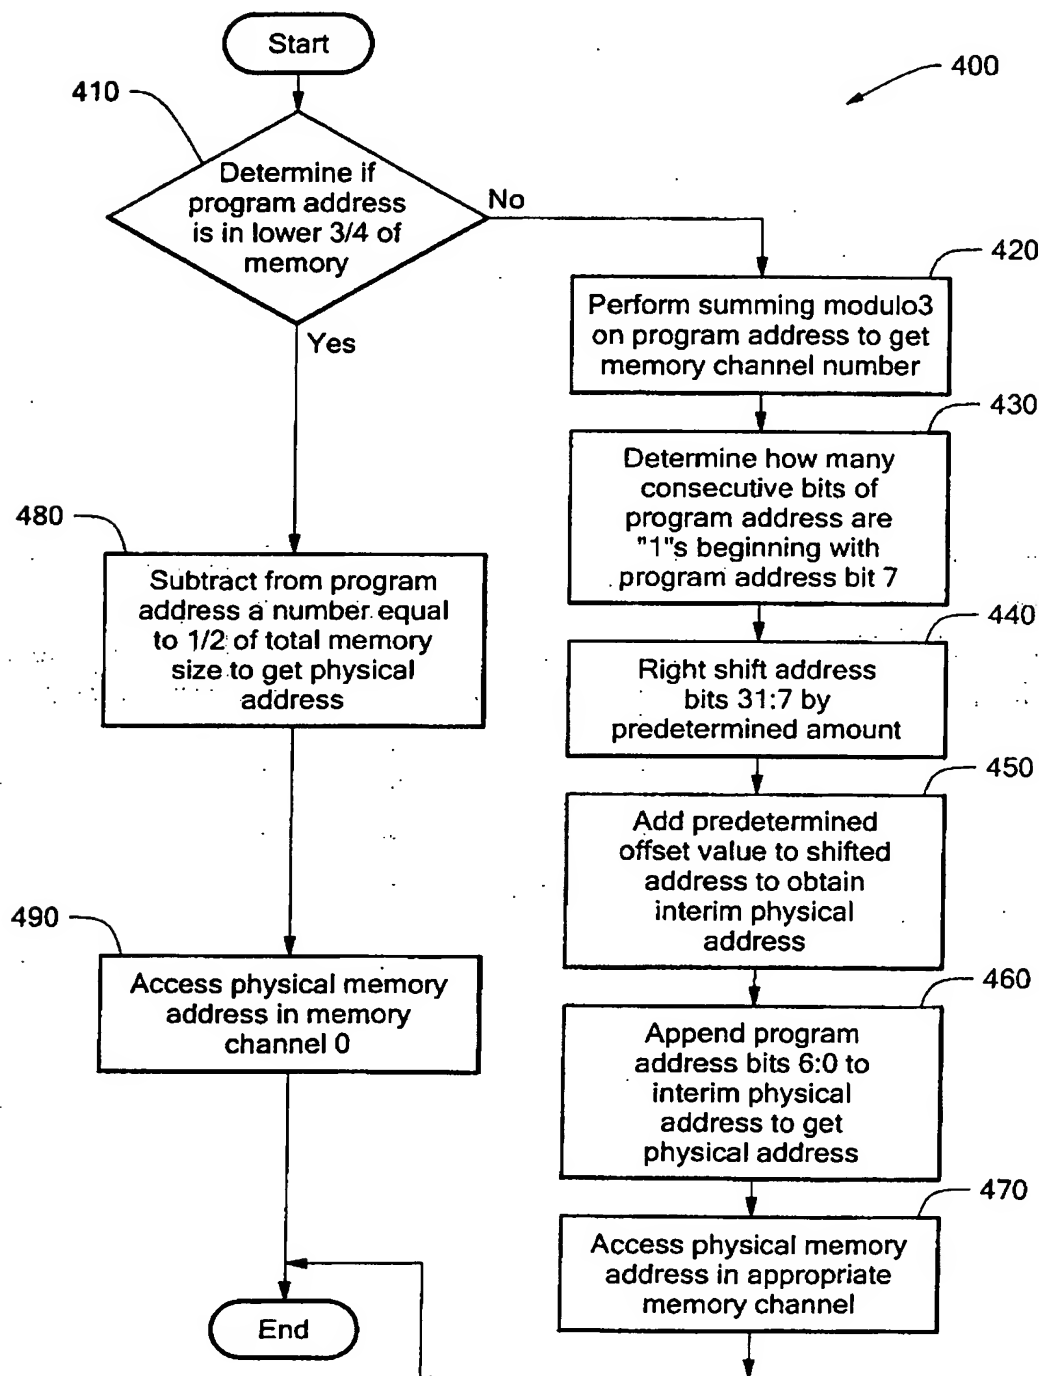 Start
400
410
Determine if
program address
is in lower 3/4 of
memory
No
Yes
420
Perform summing modulo3
on program address to get
memory channel number
430
Determine how many
consecutive bits of
program address are
"1"s beginning with
program address bit 7
440
Right shift address
bits 31:7 by
predetermined amount
450
Add predetermined
offset value to shifted
address to obtain
interim physical
address
460
Append program
address bits 6:0 to
interim physical
address to get
physical address
470
Access physical memory
address in appropriate
memory channel
480
Subtract from program
address a number equal
to 1/2 of total memory
size to get physical
address
490
Access physical memory
address in memory
channel 0
End